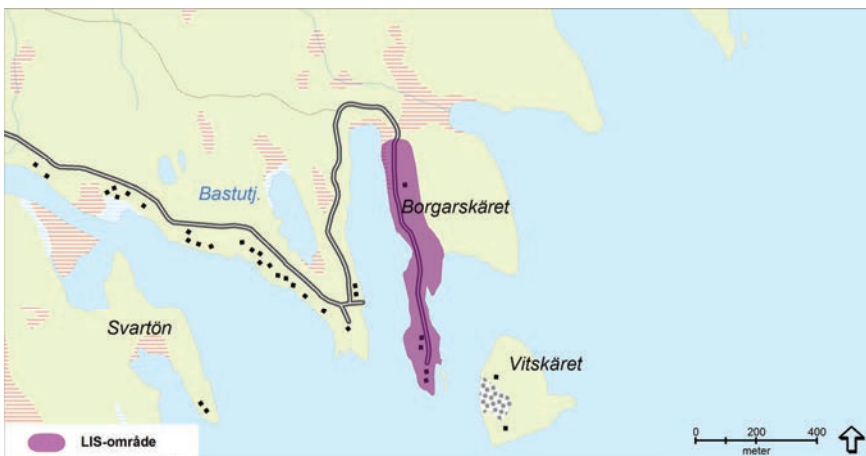 Bastutj.
Borgarskäret
Svartön
Vitskäret
LIS-område
0 200 400
meter